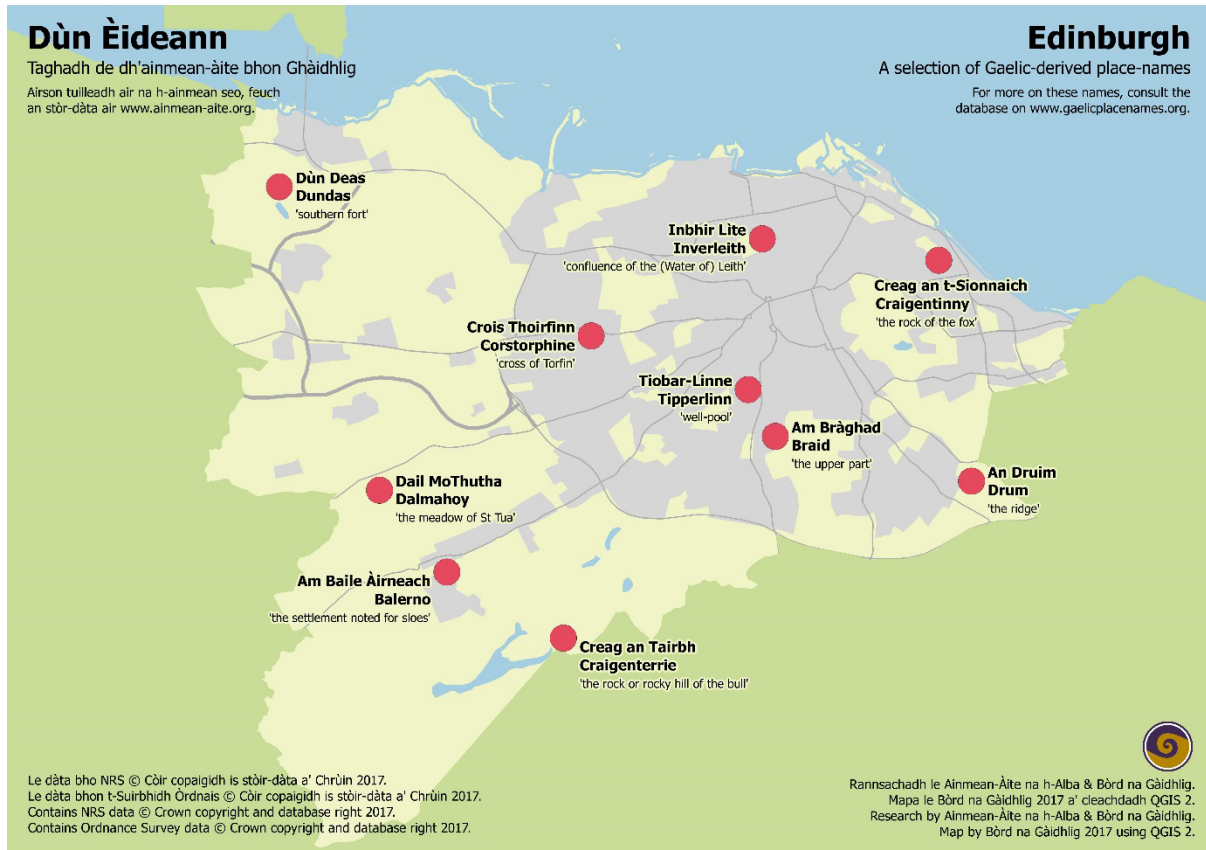 Dùn Èideann
Taghadh de dh'ainmean-àite bhon Ghàidhlig
Airson tuilleadh air na h-ainmean seo, feuch
an stòr-dàta air www.ainmean-aite.org.
Edinburgh
A selection of Gaelic-derived place-names
For more on these names, consult the
database on www.gaelicplacenames.org.
Dùn Deas
Dundas
'southern fort'
Inbhir Lìte
Inverleith
'confluence of the (Water of) Leith'
Creag an t-Sionnaich
Craigentinny
'the rock of the fox'
Crois Thoirfinn
Corstorphine
'cross of Torfin'
Tiobar-Linne
Tipperlinn
'well-pool'
Am Bràghad
Braid
'the upper part'
An Druim
Drum
'the ridge'
Dail MoThutha
Dalmahoy
'the meadow of St Tua'
Am Baile Àirneach
Balerno
'the settlement noted for sloes'
Creag an Tairbh
Craigenterrie
'the rock or rocky hill of the bull'
Le dàta bho NRS © Còir copaigidh is stòir-dàta a' Chrùin 2017.
Le dàta bhon t-Suirbhidh Òrdnais © Còir copaigidh is stòir-dàta a' Chrùin 2017.
Contains NRS data © Crown copyright and database right 2017.
Contains Ordnance Survey data © Crown copyright and database right 2017.
Rannsachadh le Ainmean-Àite na h-Alba & Bòrd na Gàidhlig.
Mapa le Bòrd na Gàidhlig 2017 a' cleachdadh QGIS 2.
Research by Ainmean-Àite na h-Alba & Bòrd na Gàidhlig.
Map by Bòrd na Gàidhlig 2017 using QGIS 2.